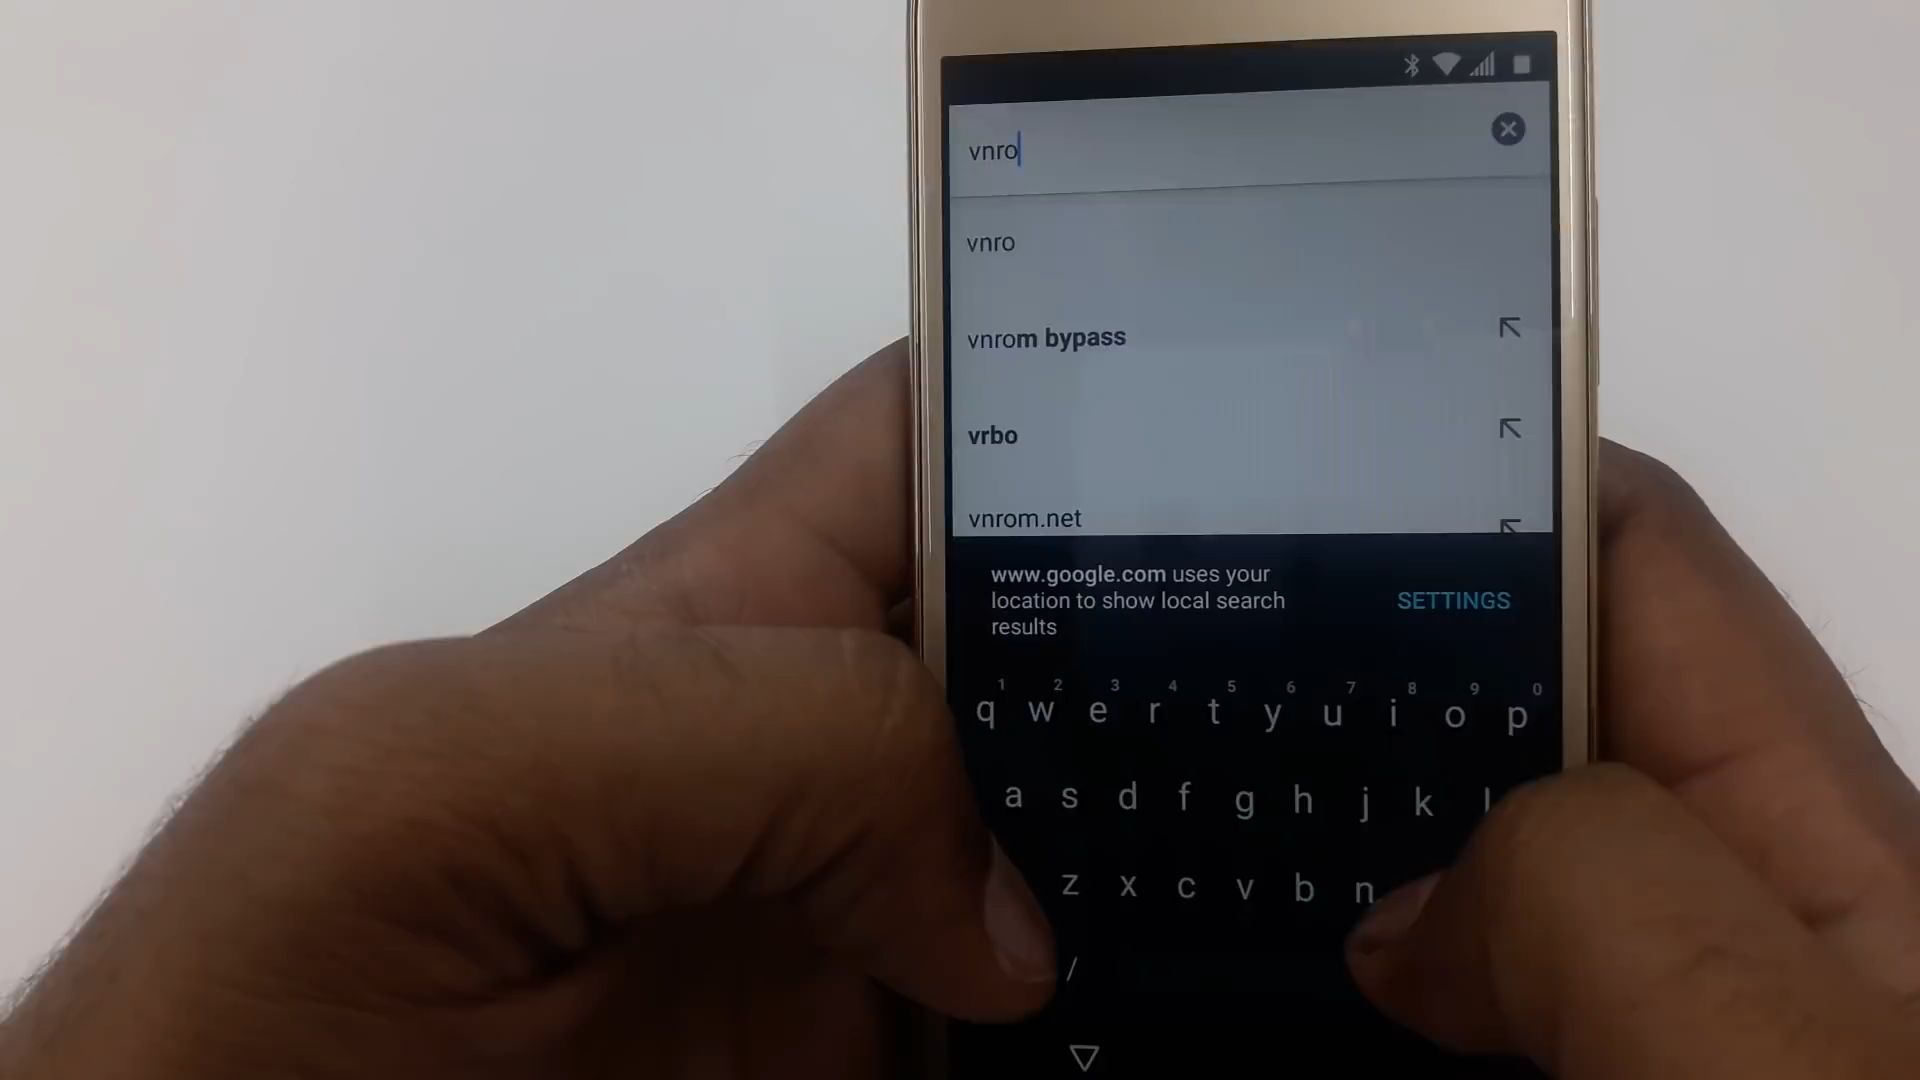 vnro
vnro
vnrom bypass
vrbo
vnrom.net
www.google.com uses your
location to show local search
results
SETTINGS
1 2 3 4 5 6 7 8 9 0
q w e r t y u i o p
a s d f g h j k l
z x c v b n
/